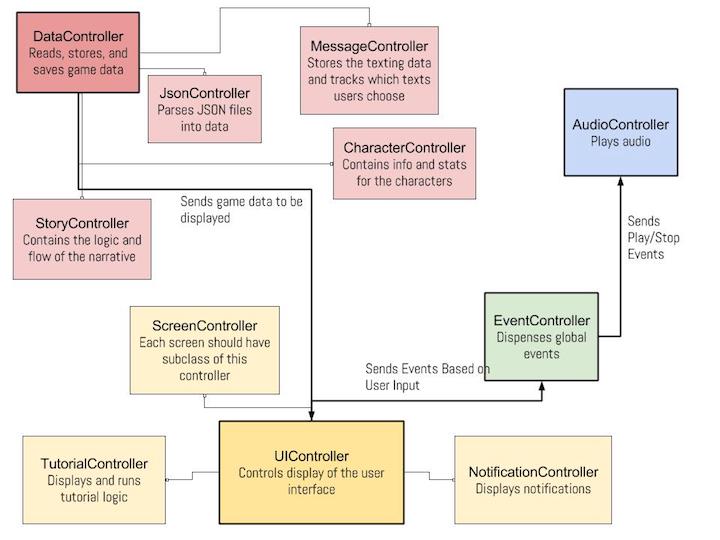 DataController
Reads, stores, and
saves game data
MessageController
Stores the texting data
and tracks which texts
users choose
JsonController
Parses JSON files
into data
AudioController
Plays audio
CharacterController
Contains info and stats
for the characters
Sends game data to be
displayed
StoryController
Contains the logic and
flow of the narrative
Sends
Play/Stop
Events
ScreenController
Each screen should have
subclass of this
controller
EventController
Dispenses global
events
Sends Events Based on
User Input
UIController
Controls display of the user
interface
TutorialController
Displays and runs
tutorial logic
NotificationController
Displays notifications